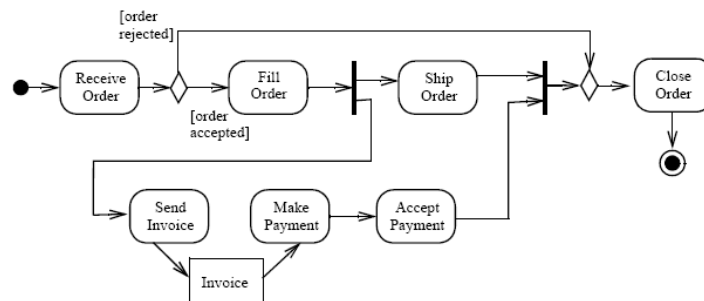 [order
rejected]
Receive
Order
Fill
Order
Ship
Order
Close
Order
[order
accepted]
Send
Invoice
Make
Payment
Accept
Payment
Invoice